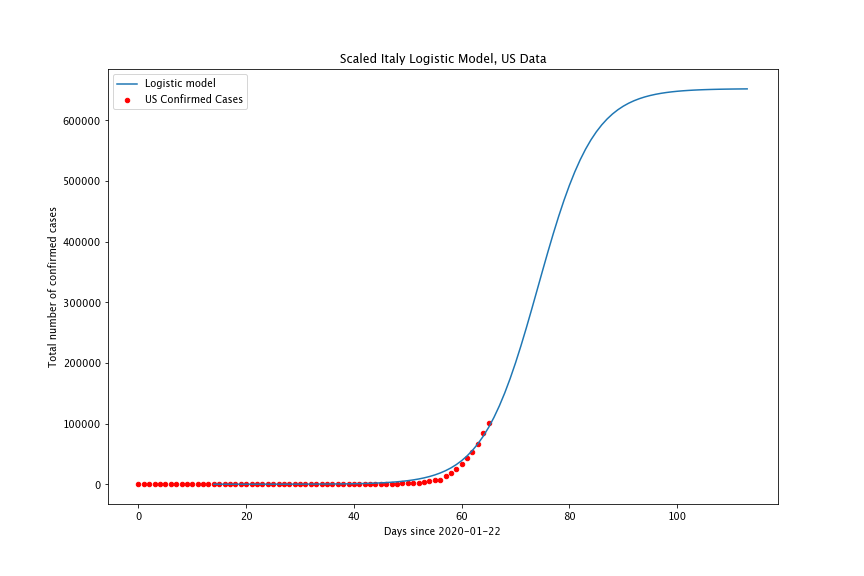 Scaled Italy Logistic Model, US Data
Logistic model
US Confirmed Cases
Total number of confirmed cases
600000
500000
400000
300000
200000
100000
0
0 20 40 60 80 100
Days since 2020-01-22